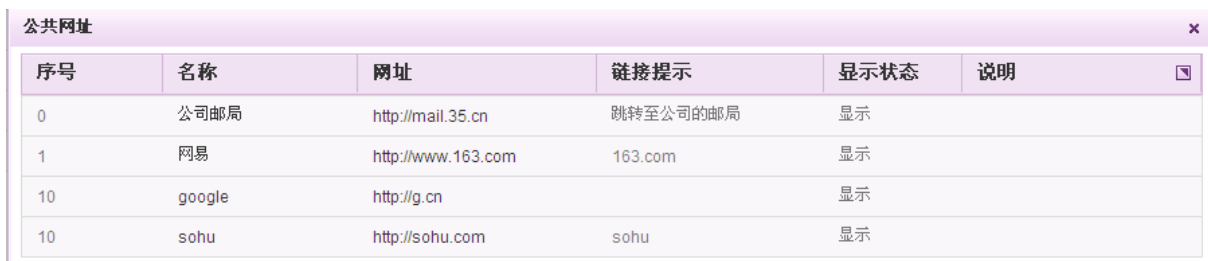 公共网址
序号 名称 网址 链接提示 显示状态 说明
0 公司邮局 http://mail.35.cn 跳转至公司的邮局 显示
1 网易 http://www.163.com 163.com 显示
10 google http://g.cn 显示
10 sohu http://sohu.com sohu 显示